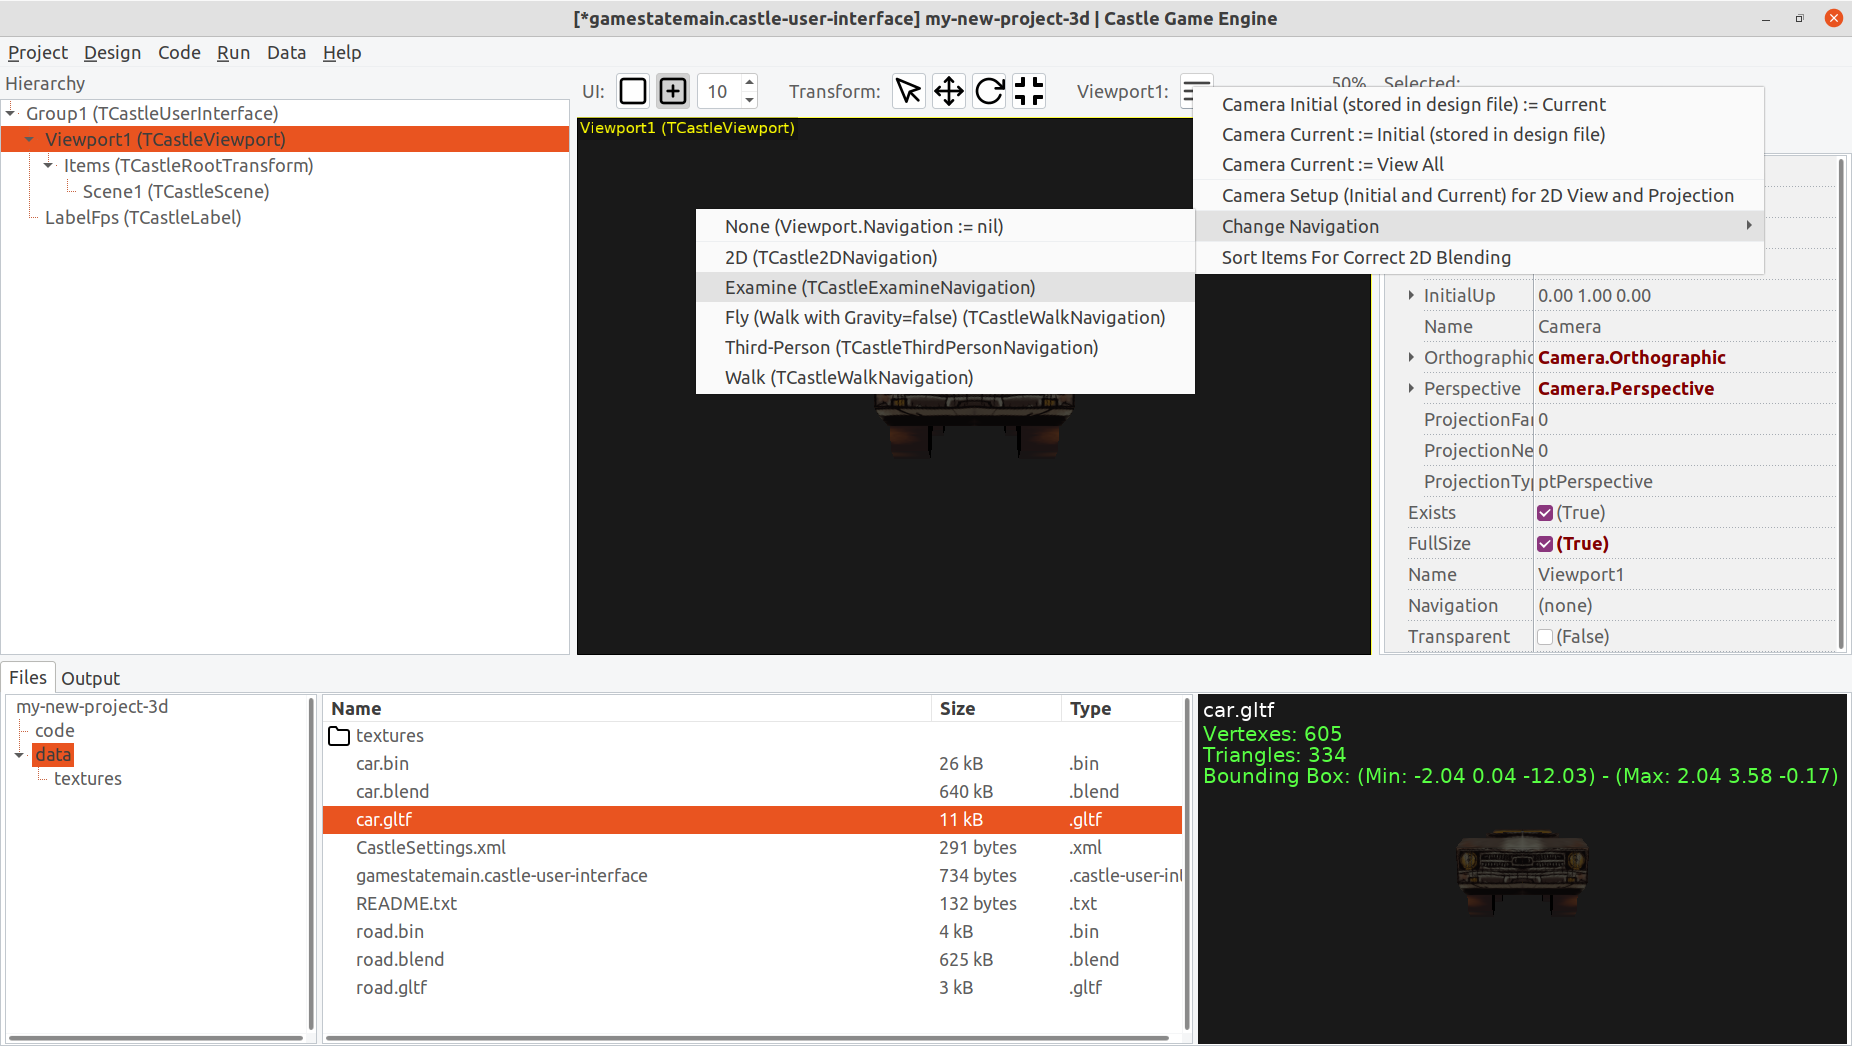 [*gamestatemain.castle-user-interface] my-new-project-3d | Castle Game Engine
Project Design Code Run Data Help
Hierarchy
Group1 (TCastleUserInterface)
Viewport1 (TCastleViewport)
Items (TCastleRootTransform)
Scene1 (TCastleScene)
LabelFps (TCastleLabel)
UI: 10 Transform: Viewport1: 50% Selected:
Viewport1 (TCastleViewport)
Camera Initial (stored in design file) := Current
Camera Current := Initial (stored in design file)
Camera Current := View All
Camera Setup (Initial and Current) for 2D View and Projection
Change Navigation
Sort Items For Correct 2D Blending
None (Viewport.Navigation := nil)
2D (TCastle2DNavigation)
Examine (TCastleExamineNavigation)
Fly (Walk with Gravity=false) (TCastleWalkNavigation)
Third-Person (TCastleThirdPersonNavigation)
Walk (TCastleWalkNavigation)
InitialUp 0.00 1.00 0.00
Name Camera
Orthographic Camera.Orthographic
Perspective Camera.Perspective
ProjectionFar 0
ProjectionNe 0
ProjectionTyp ptPerspective
Exists (True)
FullSize (True)
Name Viewport1
Navigation (none)
Transparent (False)
Files Output
my-new-project-3d
code
data
textures
Name Size Type
textures
car.bin 26 kB .bin
car.blend 640 kB .blend
car.gltf 11 kB .gltf
CastleSettings.xml 291 bytes .xml
gamestatemain.castle-user-interface 734 bytes .castle-user-int
README.txt 132 bytes .txt
road.bin 4 kB .bin
road.blend 625 kB .blend
road.gltf 3 kB .gltf
car.gltf
Vertexes: 605
Triangles: 334
Bounding Box: (Min: -2.04 0.04 -12.03) - (Max: 2.04 3.58 -0.17)